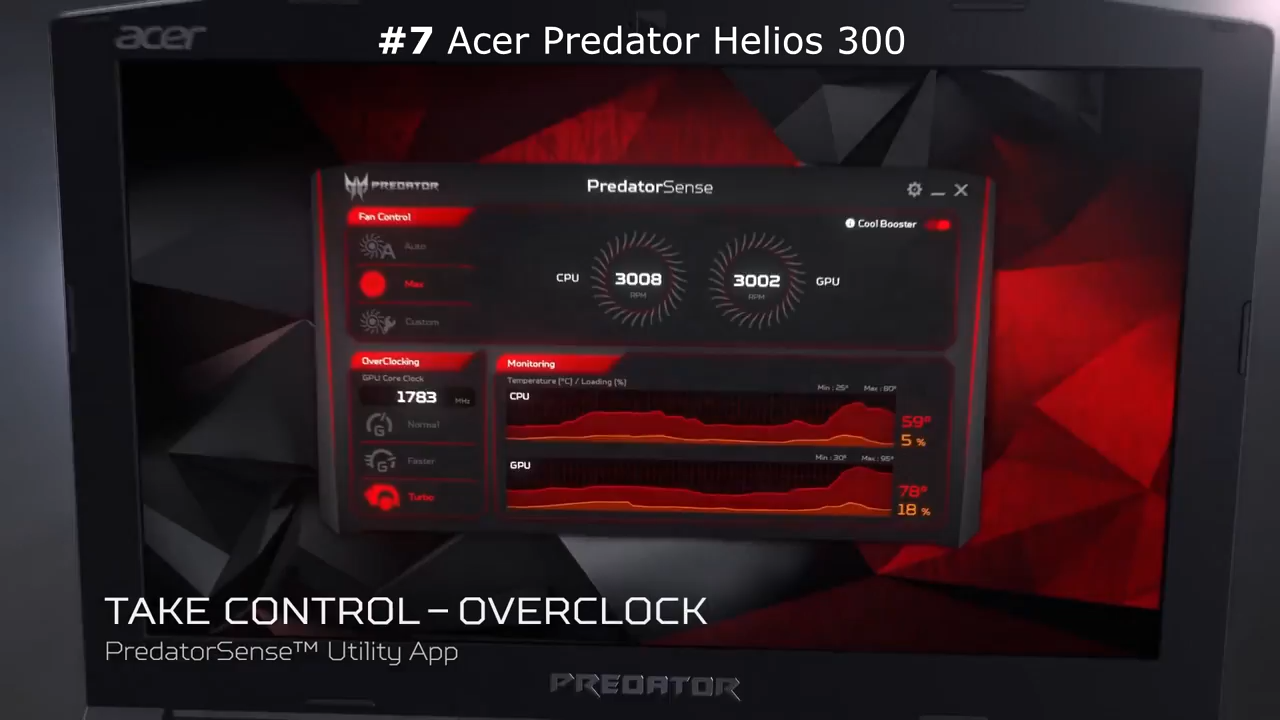 #7 Acer Predator Helios 300
acer
PREDATOR
PredatorSense
Fan Control
Cool Booster
Auto
Max
Custom
CPU
3008
RPM
3002
RPM
GPU
OverClocking
GPU Core Clock
1783 MHz
Normal
Faster
Turbo
Monitoring
Temperature (°C) / Loading (%)
Min : 25° Max : 60°
CPU
59°
5 %
Min : 30° Max : 95°
GPU
78°
18 %
TAKE CONTROL – OVERCLOCK
PredatorSense™ Utility App
PREDATOR